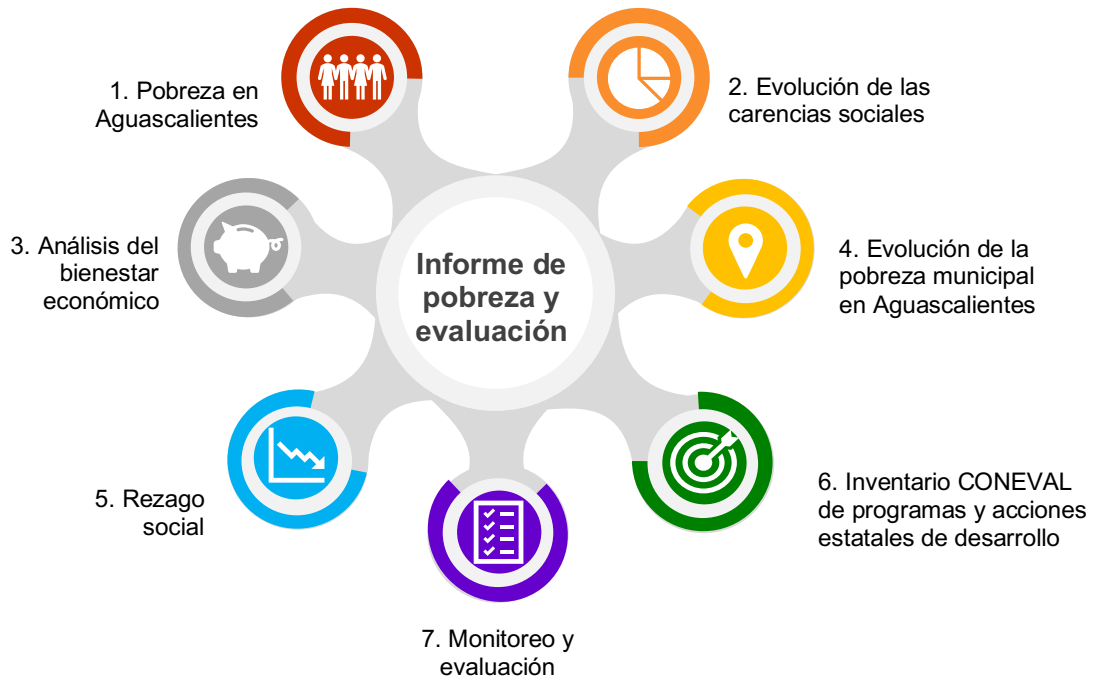 1. Pobreza en
Aguascalientes
2. Evolución de las
carencias sociales
3. Análisis del
bienestar
económico
Informe de
pobreza y
evaluación
4. Evolución de la
pobreza municipal
en Aguascalientes
5. Rezago
social
6. Inventario CONEVAL
de programas y acciones
estatales de desarrollo
7. Monitoreo y
evaluación